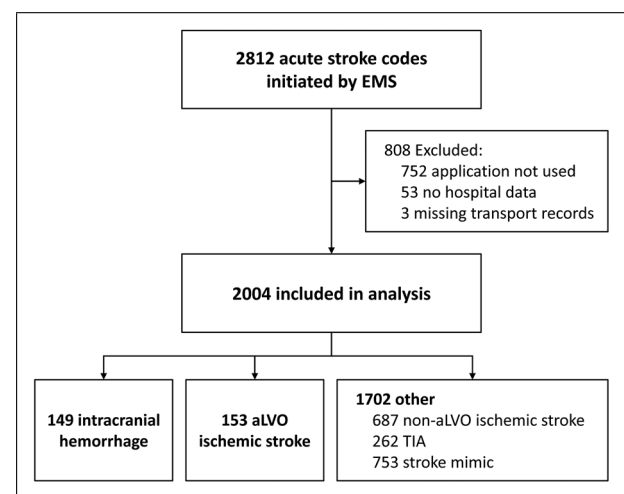 2812 acute stroke codes
initiated by EMS
808 Excluded:
752 application not used
53 no hospital data
3 missing transport records
2004 included in analysis
149 intracranial
hemorrhage
153 aLVO
ischemic stroke
1702 other
687 non-aLVO ischemic stroke
262 TIA
753 stroke mimic